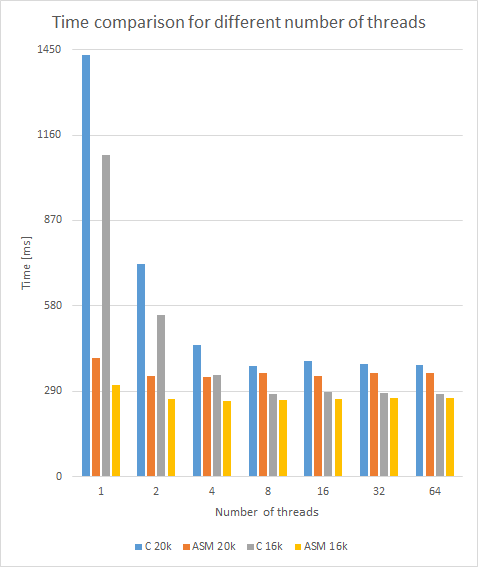 Time comparison for different number of threads
1450
1160
870
580
290
0
Time [ms]
1 2 4 8 16 32 64
Number of threads
C 20k ASM 20k C 16k ASM 16k